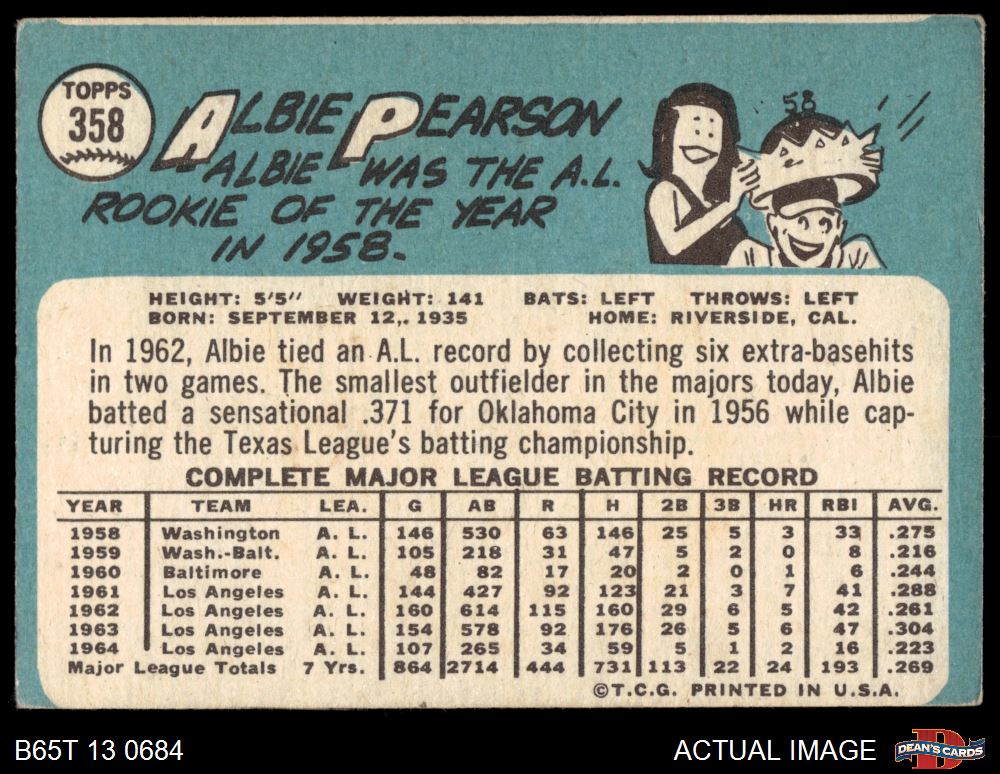 TOPPS
358
ALBIE PEARSON
ALBIE WAS THE A.L.
ROOKIE OF THE YEAR
IN 1958.
58
HEIGHT: 5'5" WEIGHT: 141 BATS: LEFT THROWS: LEFT
BORN: SEPTEMBER 12,. 1935 HOME: RIVERSIDE, CAL.
In 1962, Albie tied an A.L. record by collecting six extra-basehits
in two games. The smallest outfielder in the majors today, Albie
batted a sensational .371 for Oklahoma City in 1956 while cap-
turing the Texas League's batting championship.
COMPLETE MAJOR LEAGUE BATTING RECORD
YEAR TEAM LEA. G AB R H 2B 3B HR RBI AVG.
1958 Washington A. L. 146 530 63 146 25 5 3 33 .275
1959 Wash.-Balt. A. L. 105 218 31 47 5 2 0 8 .216
1960 Baltimore A. L. 48 82 17 20 2 0 1 6 .244
1961 Los Angeles A. L. 144 427 92 123 21 3 7 41 .288
1962 Los Angeles A. L. 160 614 115 160 29 6 5 42 .261
1963 Los Angeles A. L. 154 578 92 176 26 5 6 47 .304
1964 Los Angeles A. L. 107 265 34 59 5 1 2 16 .223
Major League Totals 7 Yrs. 864 2714 444 731 113 22 24 193 .269
©T.C.G. PRINTED IN U.S.A.
B65T 13 0684 ACTUAL IMAGE
D
DEAN'S CARDS